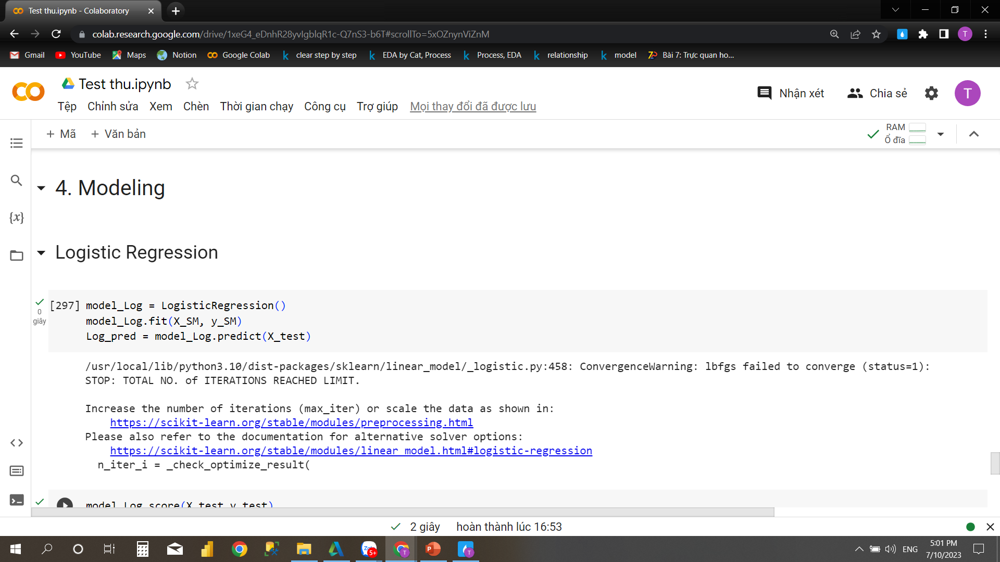 Test thu.ipynb - Colaboratory
colab.research.google.com/drive/1xeG4_eDnhR28yvIgblqR1c-Q7nS3-b6T#scrollTo=5xOZnynViZnM
T
Gmail YouTube Maps Notion Google Colab clear step by step EDA by Cat, Process Process, EDA relationship model Bài 7: Trực quan ho...
Test thu.ipynb
Nhận xét Chia sẻ T
Tệp Chỉnh sửa Xem Chèn Thời gian chạy Công cụ Trợ giúp Mọi thay đổi đã được lưu
+ Mã + Văn bản
RAM
Ổ đĩa
4. Modeling
{x}
Logistic Regression
0
giây
[297] model_Log = LogisticRegression()
model_Log.fit(X_SM, y_SM)
Log_pred = model_Log.predict(X_test)
/usr/local/lib/python3.10/dist-packages/sklearn/linear_model/_logistic.py:458: ConvergenceWarning: lbfgs failed to converge (status=1):
STOP: TOTAL NO. of ITERATIONS REACHED LIMIT.
Increase the number of iterations (max_iter) or scale the data as shown in:
https://scikit-learn.org/stable/modules/preprocessing.html
Please also refer to the documentation for alternative solver options:
https://scikit-learn.org/stable/modules/linear_model.html#logistic-regression
n_iter_i = _check_optimize_result(
model_Log.score(X_test,y_test)
2 giây hoàn thành lúc 16:53
5+
T
P
T
ENG
5:01 PM
7/10/2023